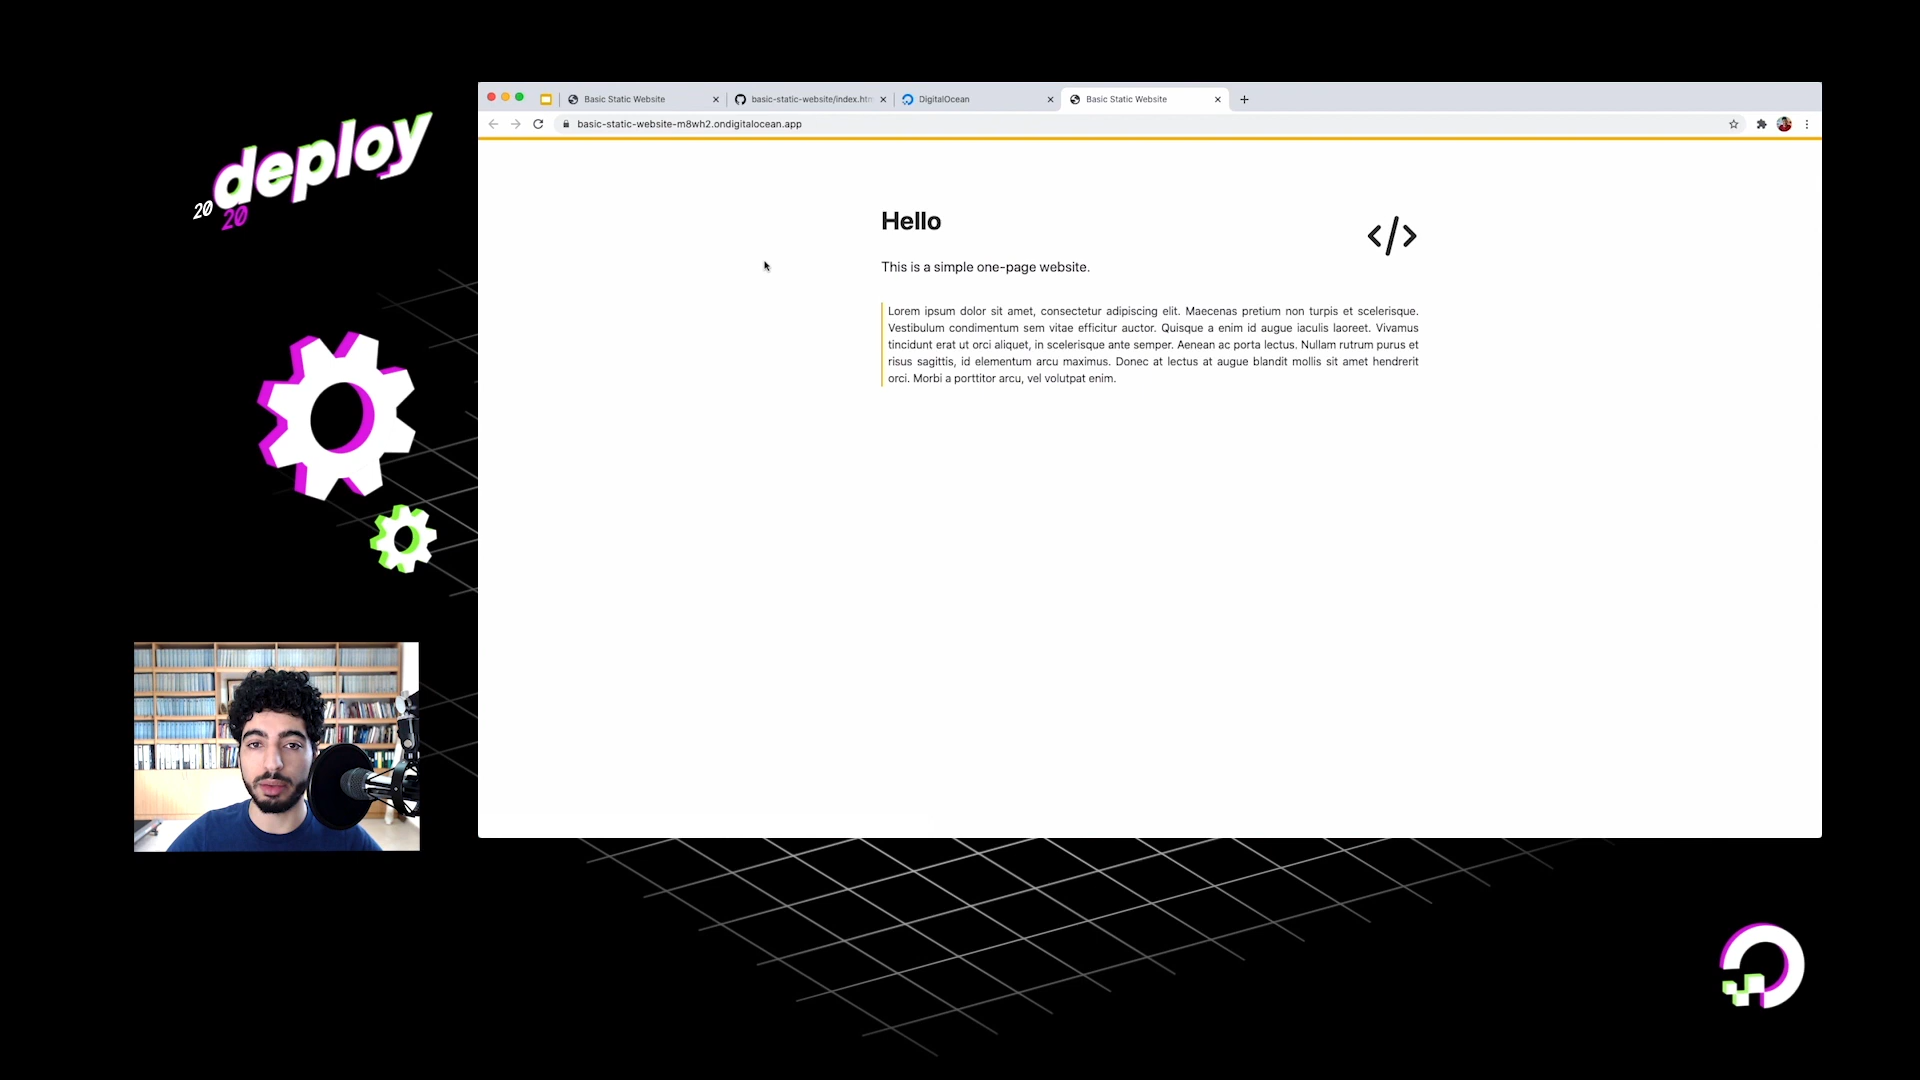 deploy
20
20
Basic Static Website
basic-static-website/index.htm
DigitalOcean
Basic Static Website
basic-static-website-m8wh2.ondigitalocean.app
Hello
</>
This is a simple one-page website.
Lorem ipsum dolor sit amet, consectetur adipiscing elit. Maecenas pretium non turpis et scelerisque.
Vestibulum condimentum sem vitae efficitur auctor. Quisque a enim id augue iaculis laoreet. Vivamus
tincidunt erat ut orci aliquet, in scelerisque ante semper. Aenean ac porta lectus. Nullam rutrum purus et
risus sagittis, id elementum arcu maximus. Donec at lectus at augue blandit mollis sit amet hendrerit
orci. Morbi a porttitor arcu, vel volutpat enim.